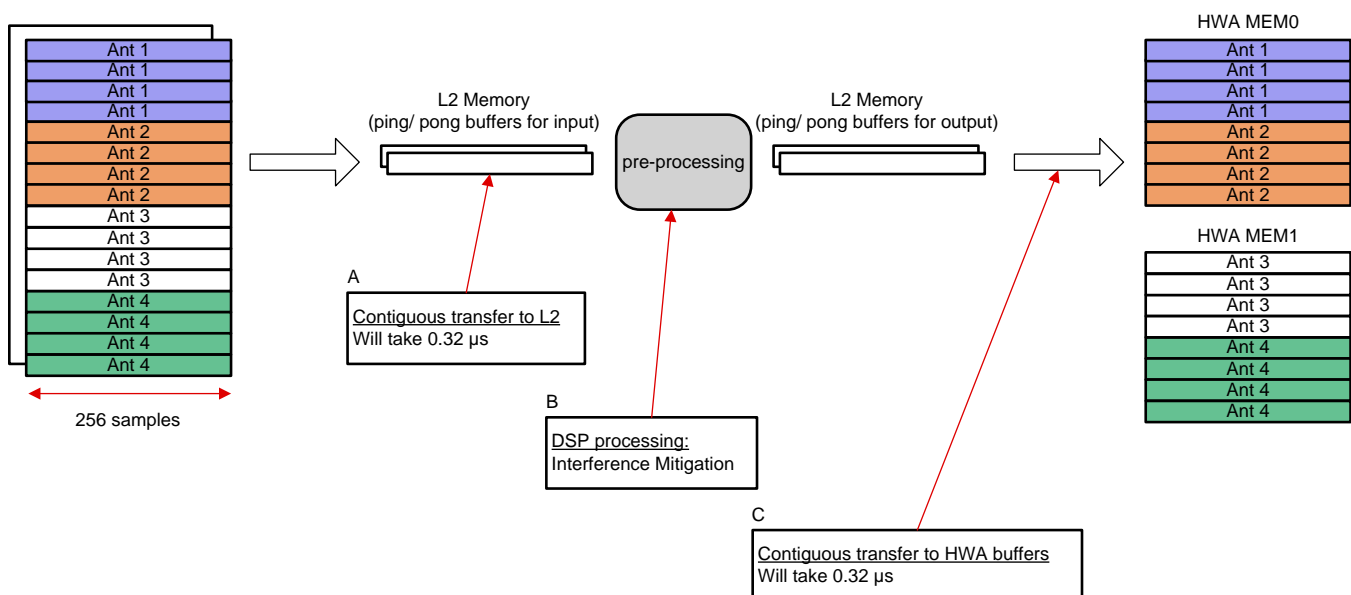 Ant 1
Ant 1
Ant 1
Ant 1
Ant 2
Ant 2
Ant 2
Ant 2
Ant 3
Ant 3
Ant 3
Ant 3
Ant 4
Ant 4
Ant 4
Ant 4
256 samples
L2 Memory
(ping/ pong buffers for input)
pre-processing
L2 Memory
(ping/ pong buffers for output)
A
Contiguous transfer to L2
Will take 0.32 µs
B
DSP processing:
Interference Mitigation
C
Contiguous transfer to HWA buffers
Will take 0.32 µs
HWA MEM0
Ant 1
Ant 1
Ant 1
Ant 1
Ant 2
Ant 2
Ant 2
Ant 2
HWA MEM1
Ant 3
Ant 3
Ant 3
Ant 3
Ant 4
Ant 4
Ant 4
Ant 4